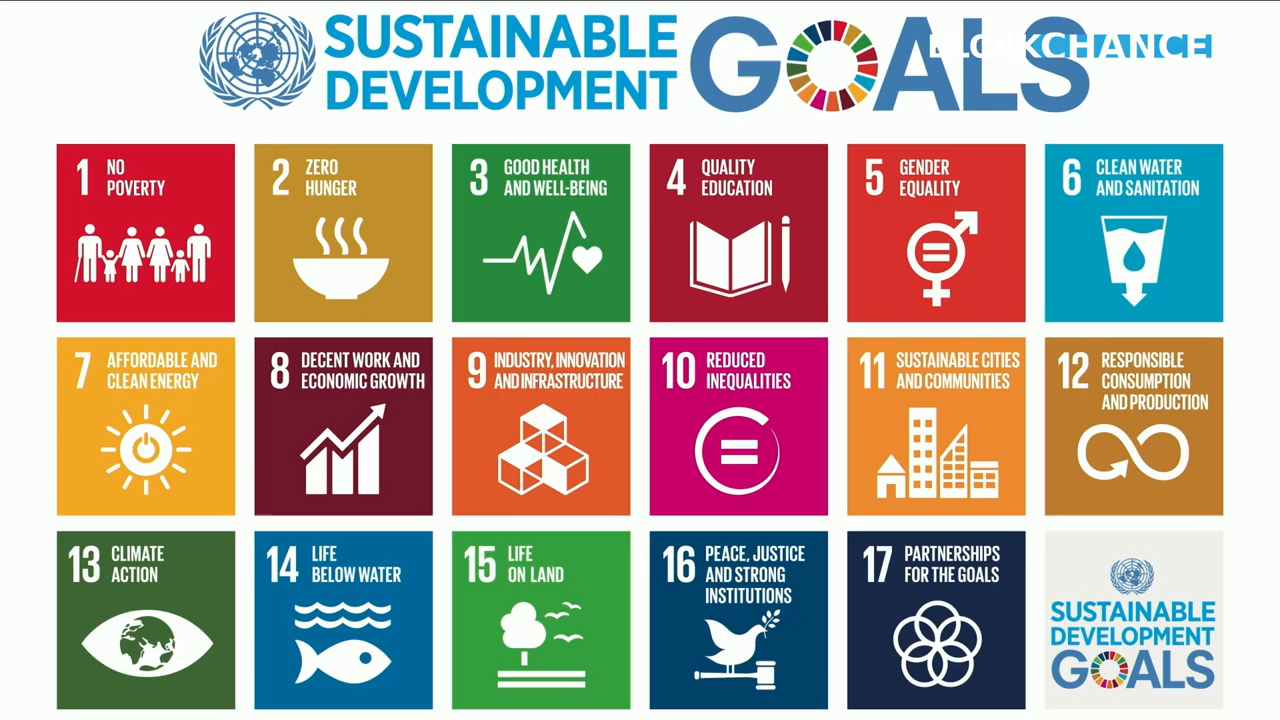 SUSTAINABLE
DEVELOPMENT
GOALS
BLOCKCHANCE
1 NO
POVERTY
2 ZERO
HUNGER
3 GOOD HEALTH
AND WELL-BEING
4 QUALITY
EDUCATION
5 GENDER
EQUALITY
6 CLEAN WATER
AND SANITATION
7 AFFORDABLE AND
CLEAN ENERGY
8 DECENT WORK AND
ECONOMIC GROWTH
9 INDUSTRY, INNOVATION
AND INFRASTRUCTURE
10 REDUCED
INEQUALITIES
11 SUSTAINABLE CITIES
AND COMMUNITIES
12 RESPONSIBLE
CONSUMPTION
AND PRODUCTION
13 CLIMATE
ACTION
14 LIFE
BELOW WATER
15 LIFE
ON LAND
16 PEACE, JUSTICE
AND STRONG
INSTITUTIONS
17 PARTNERSHIPS
FOR THE GOALS
SUSTAINABLE
DEVELOPMENT
GOALS